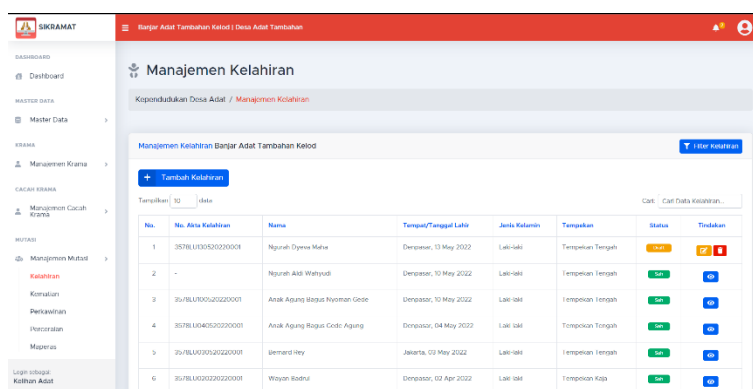 SIKRAMAT
Banjar Adat Tambahan Kelod | Desa Adat Tambahan
DASHBOARD
Dashboard
MASTER DATA
Master Data
KRAMA
Manajemen Krama
CACAH KRAMA
Manajemen Cacah
Krama
MUTASI
Manajemen Mutasi
Kelahiran
Kematian
Perkawinan
Perceraian
Maperas
Login sebagai:
Kelihan Adat
Manajemen Kelahiran
Kependudukan Desa Adat / Manajemen Kelahiran
Manajemen Kelahiran Banjar Adat Tambahan Kelod
Filter Kelahiran
+ Tambah Kelahiran
Tampilkan 10 data
Cari: Cari Data Kelahiran...
No. No. Akta Kelahiran Nama Tempat/Tanggal Lahir Jenis Kelamin Tempekan Status Tindakan
1 3578LU130520220001 Ngurah Dyeva Maha Denpasar, 13 May 2022 Laki-laki Tempekan Tengah Draft
2 - Ngurah Aldi Wahyudi Denpasar, 10 May 2022 Laki-laki Tempekan Tengah Sah
3 3578LU100520220001 Anak Agung Bagus Nyoman Gede Denpasar, 10 May 2022 Laki-laki Tempekan Tengah Sah
4 3578LU040520220001 Anak Agung Bagus Gede Agung Denpasar, 04 May 2022 Laki-laki Tempekan Tengah Sah
5 3578LU030520220001 Bernard Rey Jakarta, 03 May 2022 Laki-laki Tempekan Tengah Sah
6 3578LU020220220001 Wayan Badrul Denpasar, 02 Apr 2022 Laki-laki Tempekan Kaja Sah